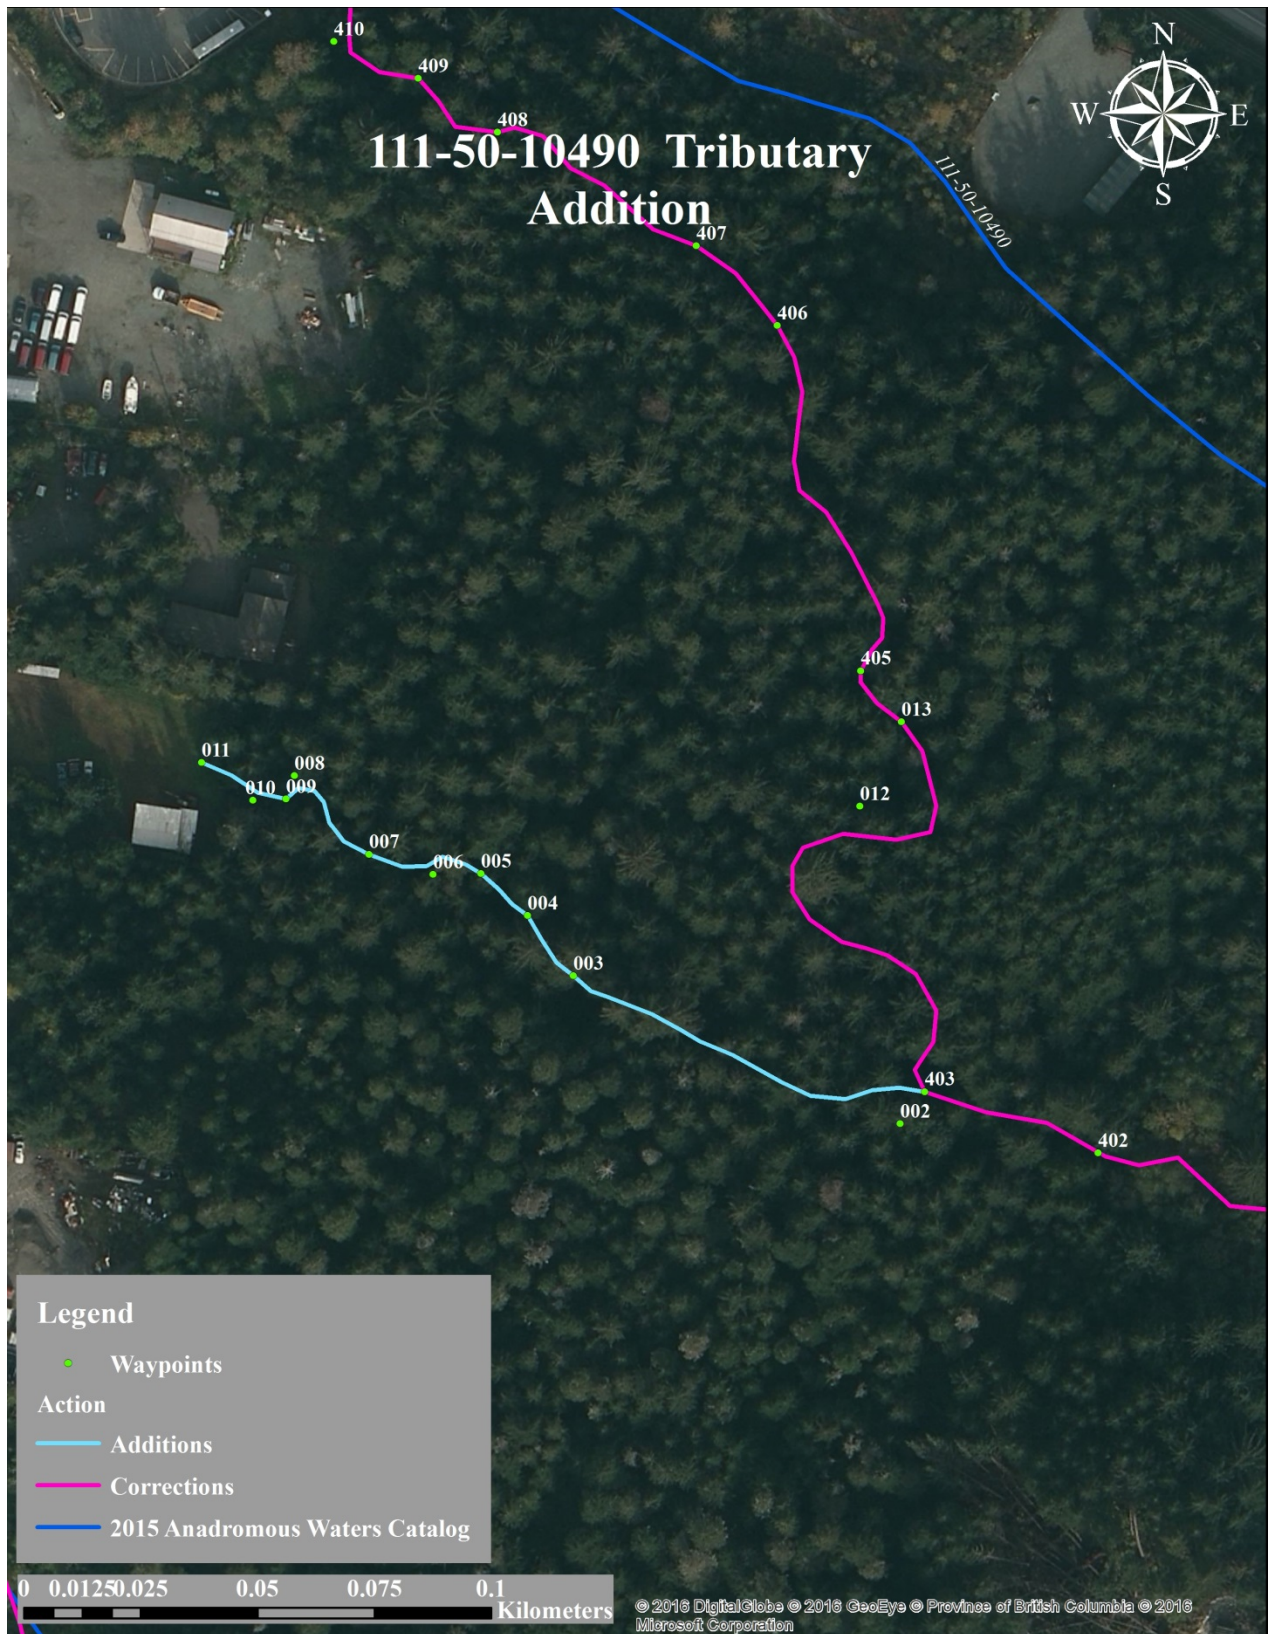 410
409
N
W E
S
408
111-50-10490 Tributary
Addition
111-50-10490
407
406
405
013
011
008
010 009
012
007
006
005
004
003
403
002
402
Legend
Waypoints
Action
Additions
Corrections
2015 Anadromous Waters Catalog
0 0.0125 0.025 0.05 0.075 0.1
Kilometers
© 2016 DigitalGlobe © 2016 GeoEye © Province of British Columbia © 2016
Microsoft Corporation